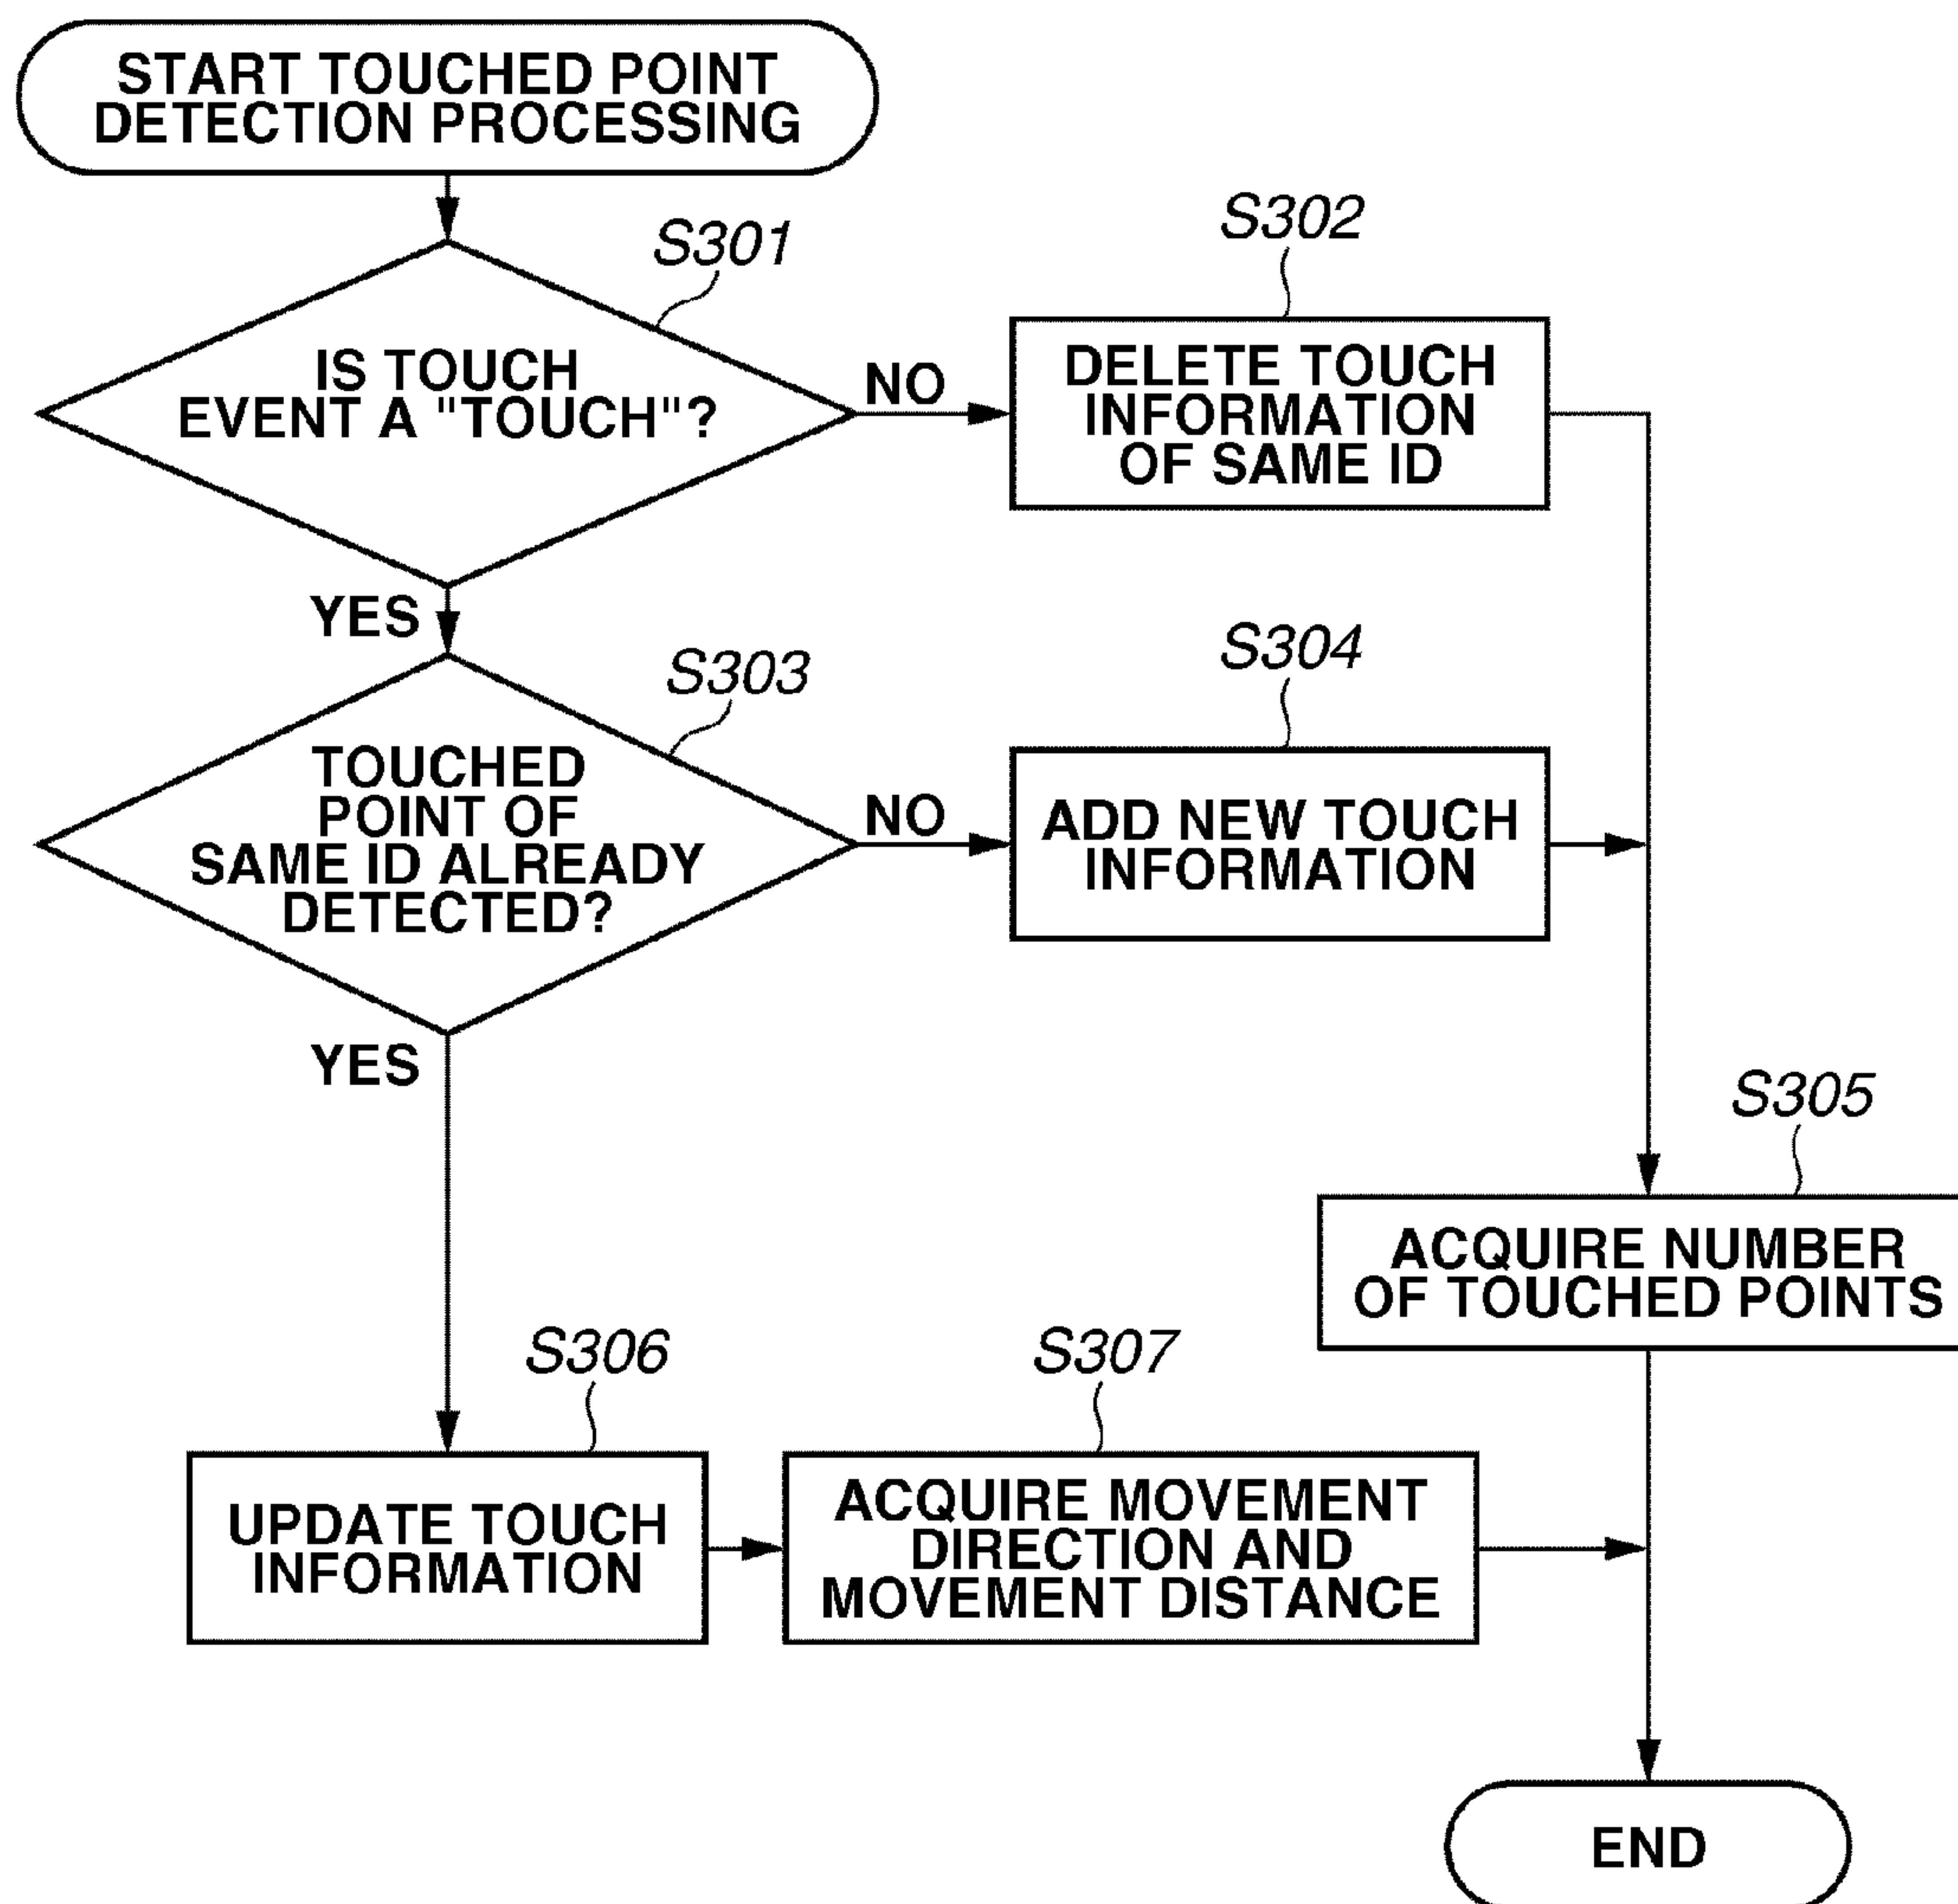 START TOUCHED POINT
DETECTION PROCESSING
S301
IS TOUCH
EVENT A "TOUCH"?
NO
S302
DELETE TOUCH
INFORMATION
OF SAME ID
YES
S303
TOUCHED
POINT OF
SAME ID ALREADY
DETECTED?
NO
S304
ADD NEW TOUCH
INFORMATION
YES
S305
ACQUIRE NUMBER
OF TOUCHED POINTS
S306
UPDATE TOUCH
INFORMATION
S307
ACQUIRE MOVEMENT
DIRECTION AND
MOVEMENT DISTANCE
END